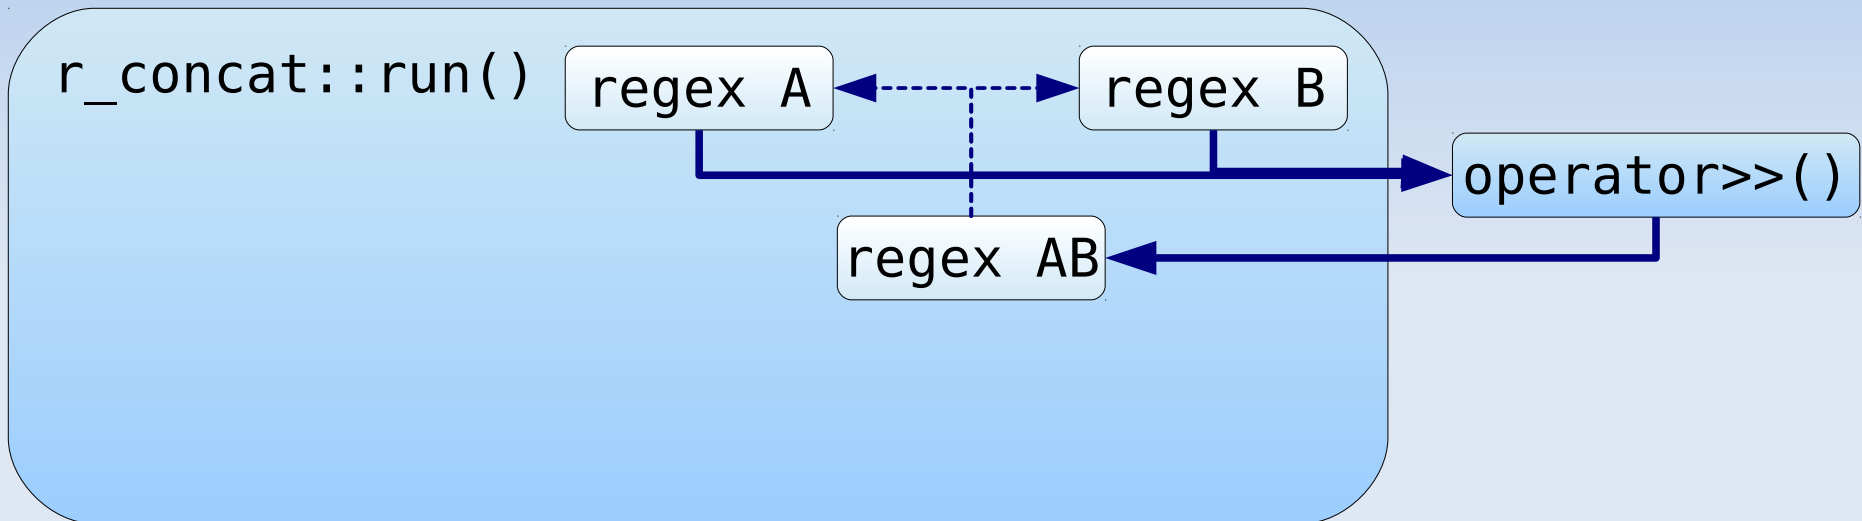 r_concat::run()
regex A
regex B
operator>>()
regex AB